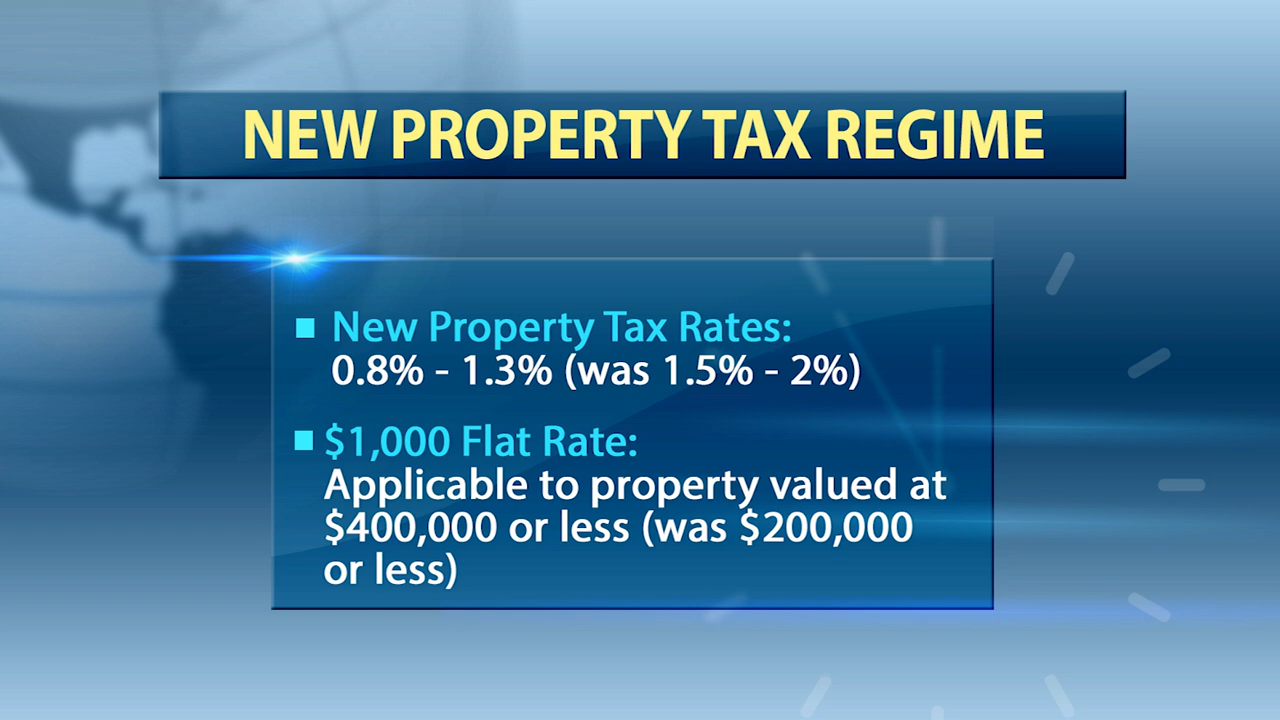 NEW PROPERTY TAX REGIME
New Property Tax Rates:
0.8% - 1.3% (was 1.5% - 2%)
$1,000 Flat Rate:
Applicable to property valued at
$400,000 or less (was $200,000
or less)